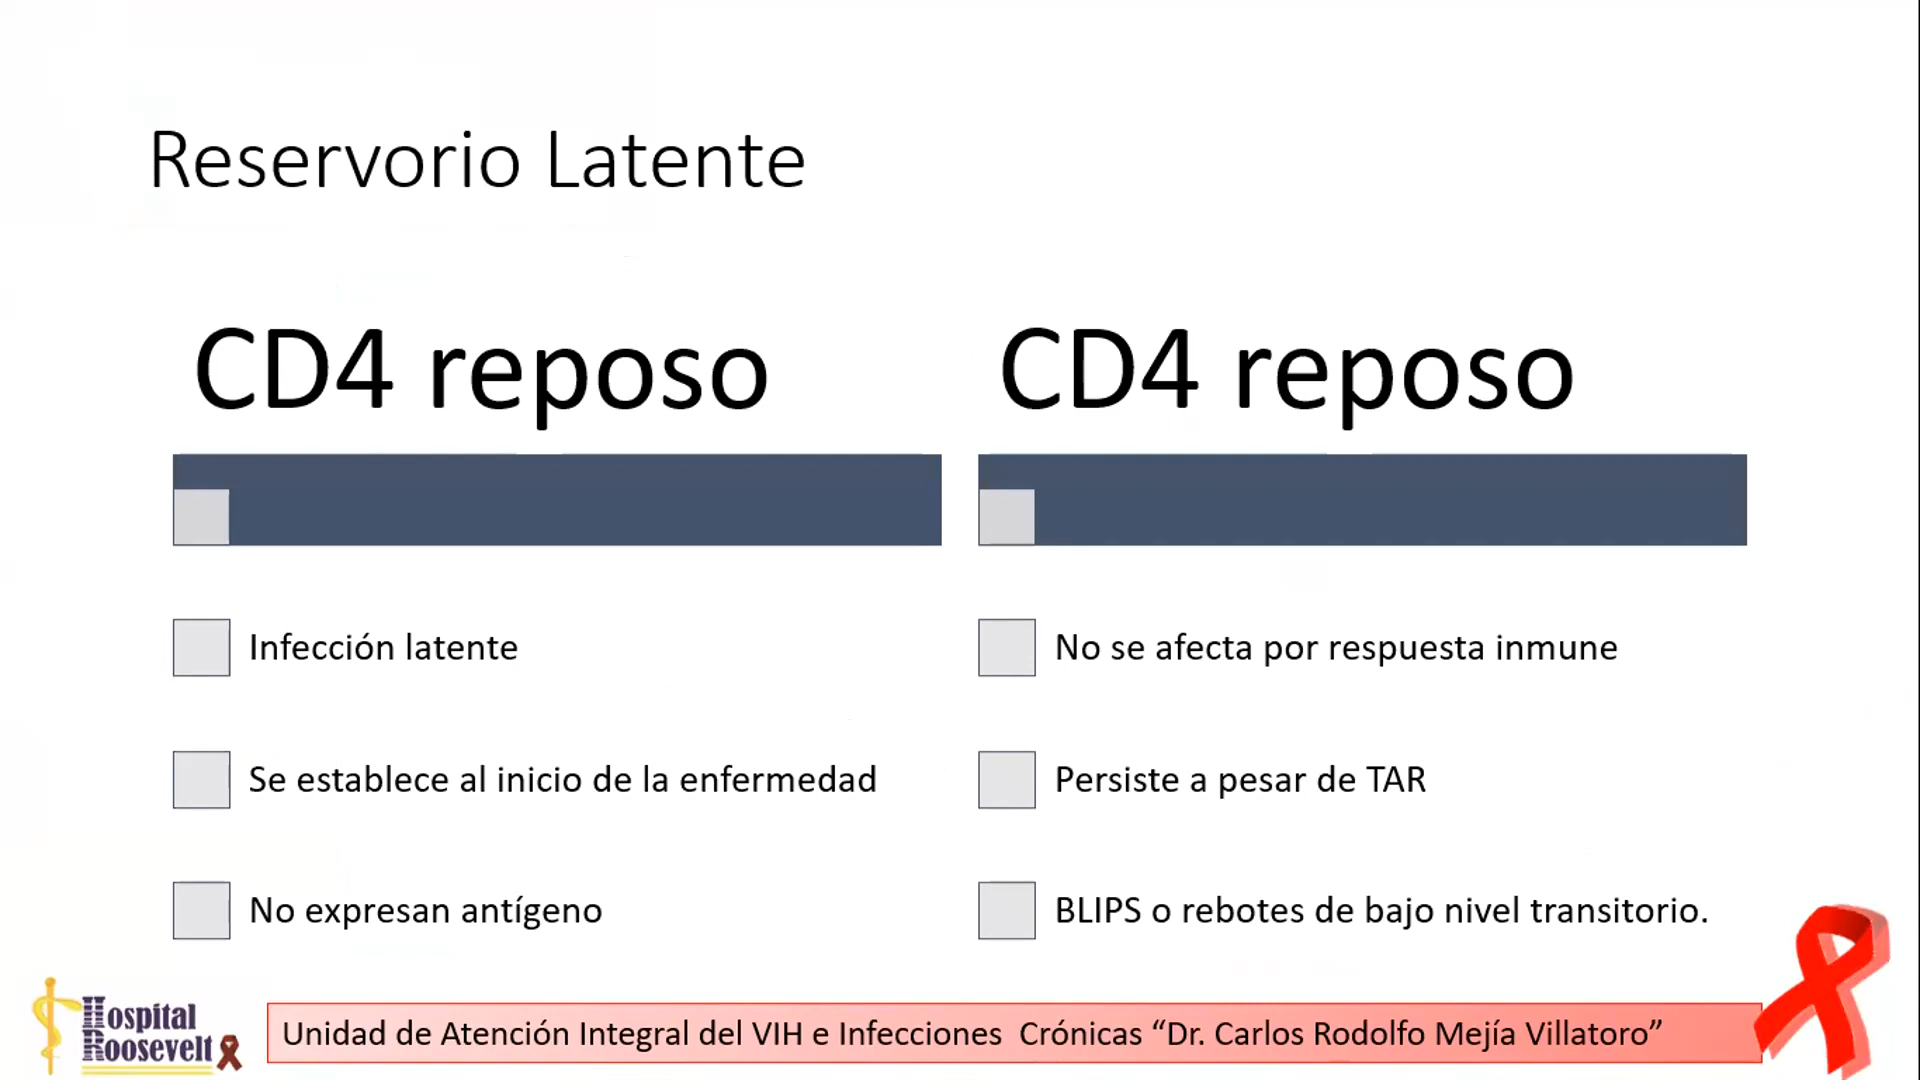 Reservorio Latente
CD4 reposo
Infección latente
Se establece al inicio de la enfermedad
No expresan antígeno
CD4 reposo
No se afecta por respuesta inmune
Persiste a pesar de TAR
BLIPS o rebotes de bajo nivel transitorio.
Hospital
Roosevelt
Unidad de Atención Integral del VIH e Infecciones  Crónicas “Dr. Carlos Rodolfo Mejía Villatoro”